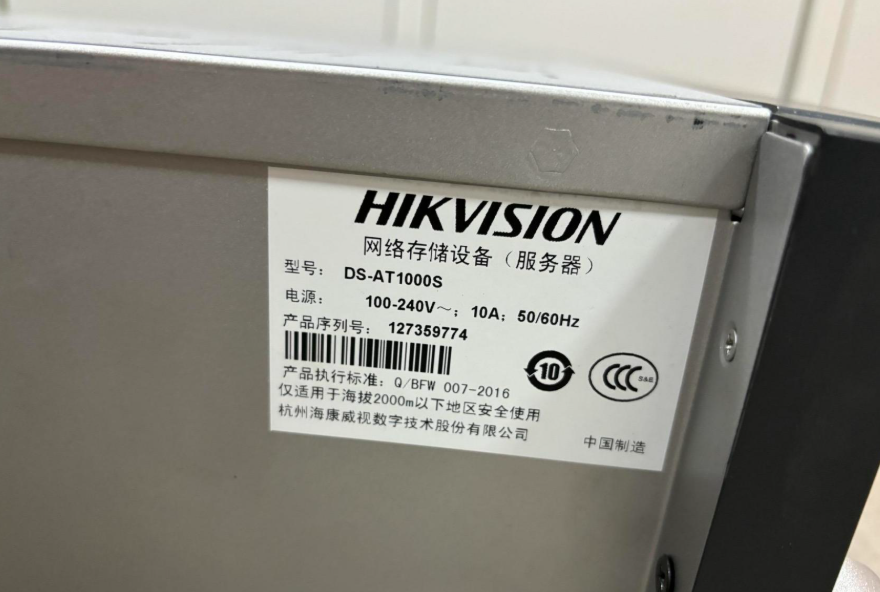 HIKVISION
网络存储设备（服务器）
型号： DS-AT1000S
电源： 100-240V～；10A；50/60Hz
产品序列号：127359774
产品执行标准：Q/BFW 007-2016
10
CCC S&E
仅适用于海拔2000m以下地区安全使用
杭州海康威视数字技术股份有限公司
中国制造